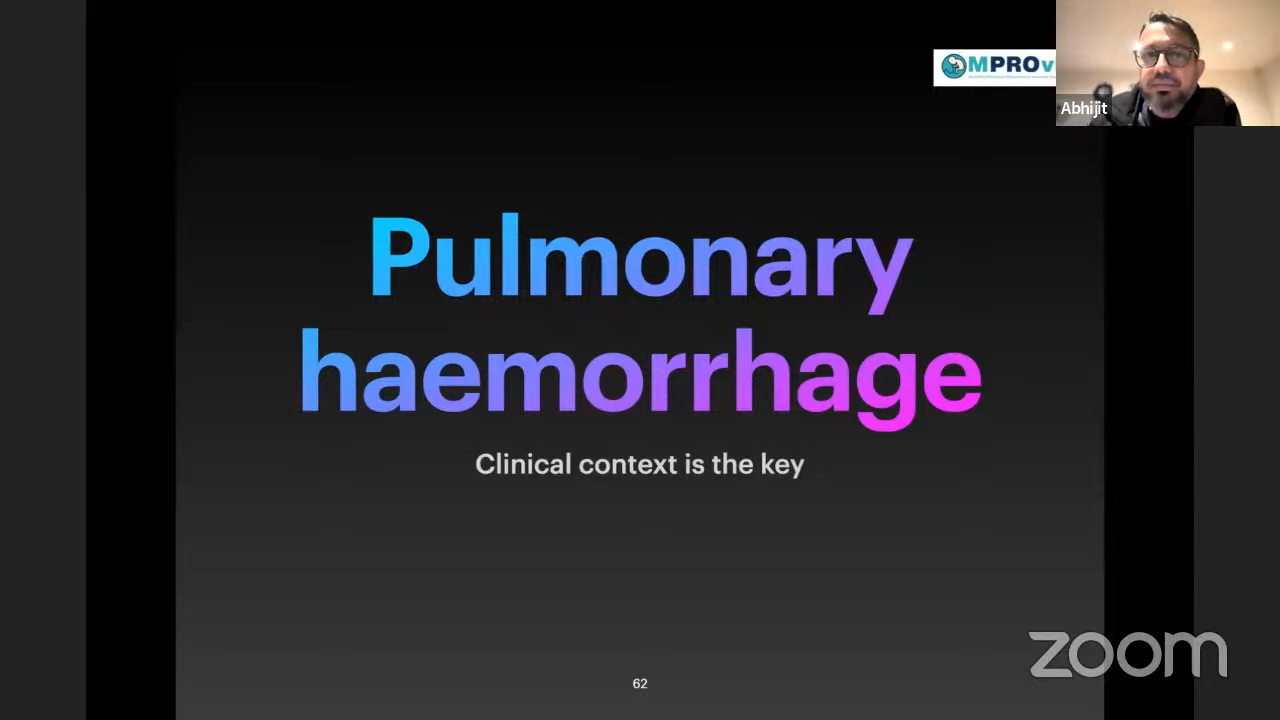 MPROv
Abhijit
Pulmonary
haemorrhage
Clinical context is the key
zoom
62